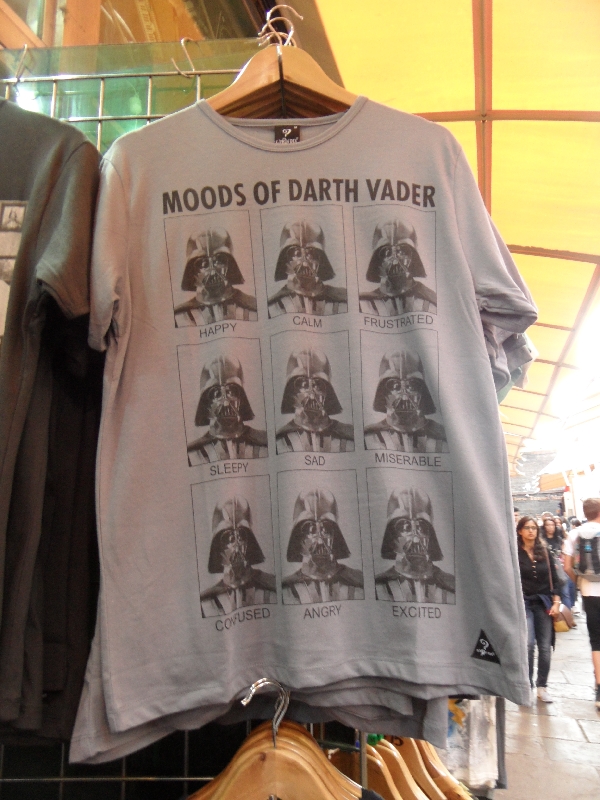 MOODS OF DARTH VADER
HAPPY CALM FRUSTRATED
SLEEPY SAD MISERABLE
CONFUSED ANGRY EXCITED